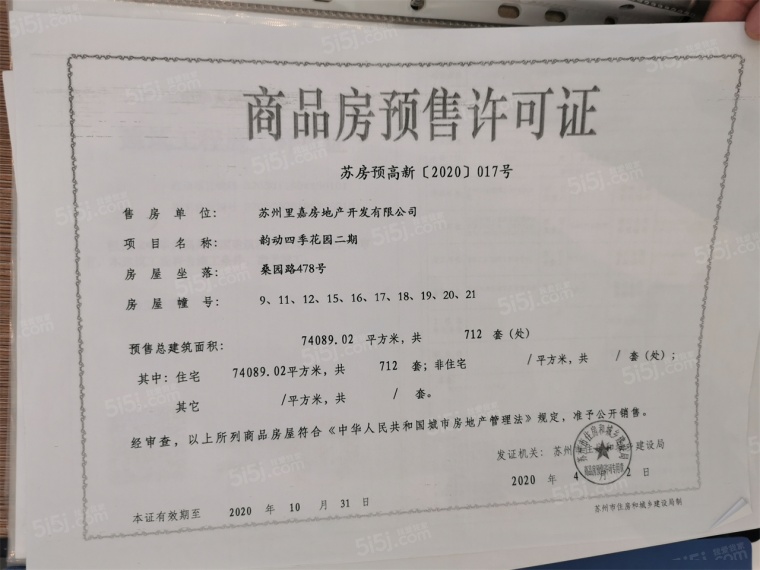 商品房预售许可证
苏房预高新〔2020〕017号
售房单位: 苏州里嘉房地产开发有限公司
项目名称: 韵动四季花园二期
房屋坐落: 桑园路478号
房屋幢号: 9、11、12、15、16、17、18、19、20、21
预售总建筑面积: 74089.02 平方米,共 712 套(处)
其中:住宅 74089.02平方米,共 712 套;非住宅 / 平方米,共 / 套(处);
其它 /平方米,共 / 套。
经审查,以上所列商品房屋符合《中华人民共和国城市房地产管理法》规定,准予公开销售。
发证机关: 苏州 住 和 乡建设局
2020 年 4 月 2 日
本证有效期至 2020 年 10 月 31 日
苏州市住房和城乡建设局制
515j.com